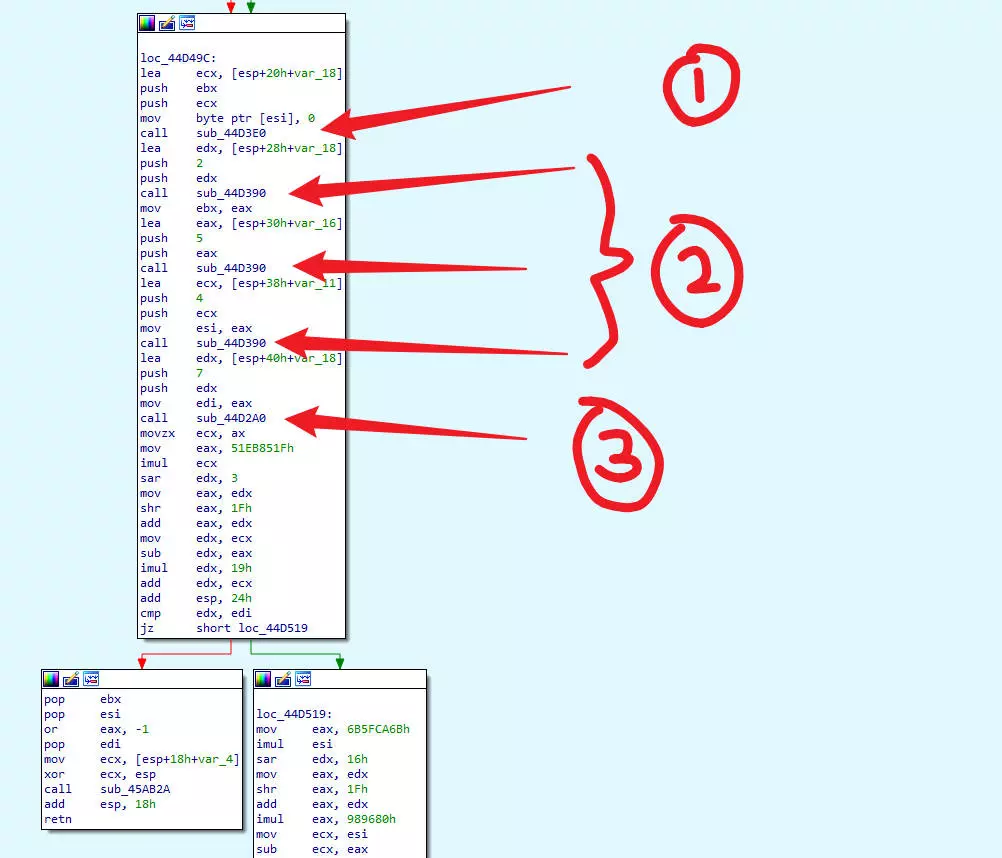 loc_44D49C:
lea ecx, [esp+20h+var_18]
push ebx
push ecx
mov byte ptr [esi], 0
call sub_44D3E0
lea edx, [esp+28h+var_18]
push 2
push edx
call sub_44D390
mov ebx, eax
lea eax, [esp+30h+var_16]
push 5
push eax
call sub_44D390
lea ecx, [esp+38h+var_11]
push 4
push ecx
mov esi, eax
call sub_44D390
lea edx, [esp+40h+var_18]
push 7
push edx
mov edi, eax
call sub_44D2A0
movzx ecx, ax
mov eax, 51EB851Fh
imul ecx
sar edx, 3
mov eax, edx
shr eax, 1Fh
add eax, edx
mov edx, ecx
sub edx, eax
imul edx, 19h
add edx, ecx
add esp, 24h
cmp edx, edi
jz short loc_44D519
1
2
3
pop ebx
pop esi
or eax, -1
pop edi
mov ecx, [esp+18h+var_4]
xor ecx, esp
call sub_45AB2A
add esp, 18h
retn
loc_44D519:
mov eax, 6B5FCA6Bh
imul esi
sar edx, 16h
mov eax, edx
shr eax, 1Fh
add eax, edx
imul eax, 989680h
mov ecx, esi
sub ecx, eax